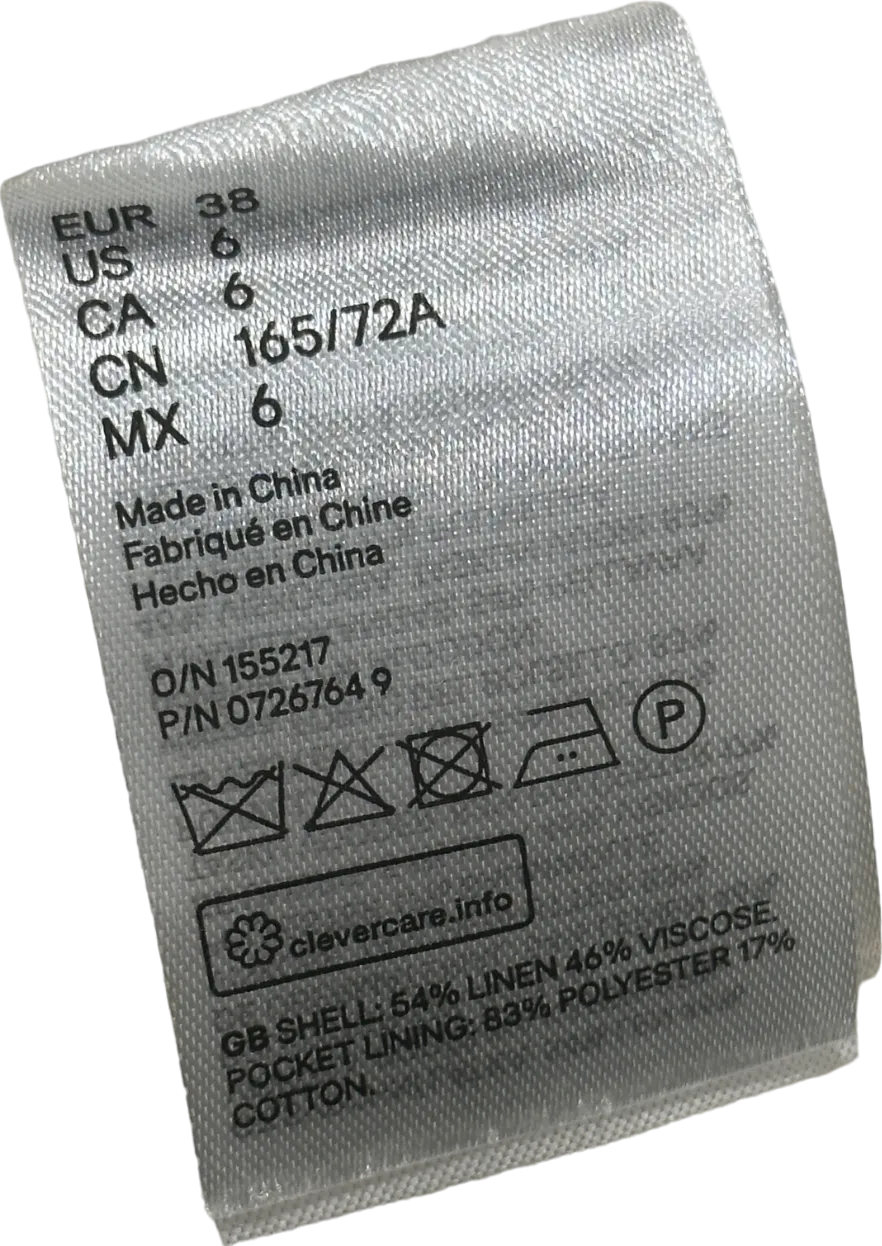 EUR 38
US 6
CA 6
CN 165/72A
MX 6
Made in China
Fabriqué en Chine
Hecho en China
O/N 155217
P/N 0726764 9
P
clevercare.info
GB SHELL: 54% LINEN 46% VISCOSE.
POCKET LINING: 83% POLYESTER 17%
COTTON.